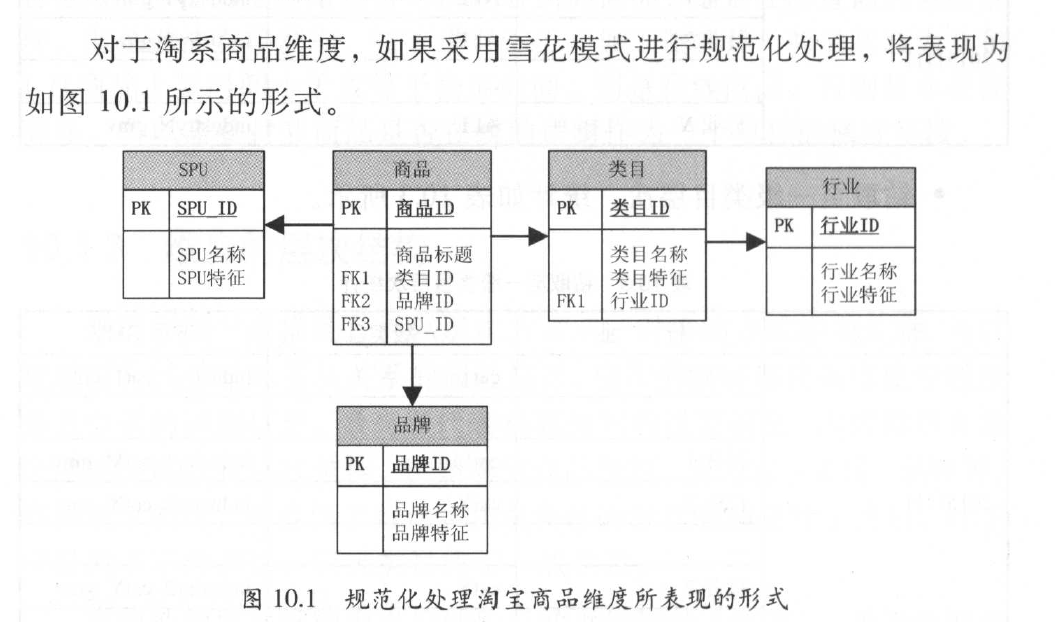 对于淘系商品维度，如果采用雪花模式进行规范化处理，将表现为
如图 10.1 所示的形式。
SPU
PK SPU_ID
SPU名称
SPU特征
商品
PK 商品ID
商品标题
FK1 类目ID
FK2 品牌ID
FK3 SPU_ID
类目
PK 类目ID
类目名称
类目特征
FK1 行业ID
行业
PK 行业ID
行业名称
行业特征
品牌
PK 品牌ID
品牌名称
品牌特征
图 10.1 规范化处理淘宝商品维度所表现的形式